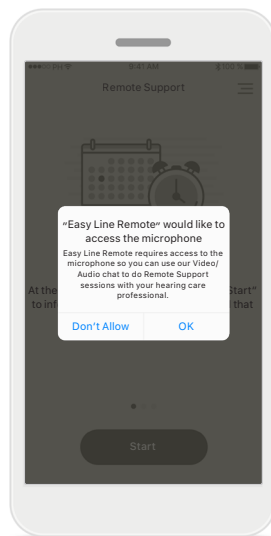 PH 9:41 AM 100 %
Remote Support
"Easy Line Remote" would like to
access the microphone
Easy Line Remote requires access to the
microphone so you can use our Video/
Audio chat to do Remote Support
sessions with your hearing care
professional.
At the Start"
to inf that
Don't Allow OK
Start